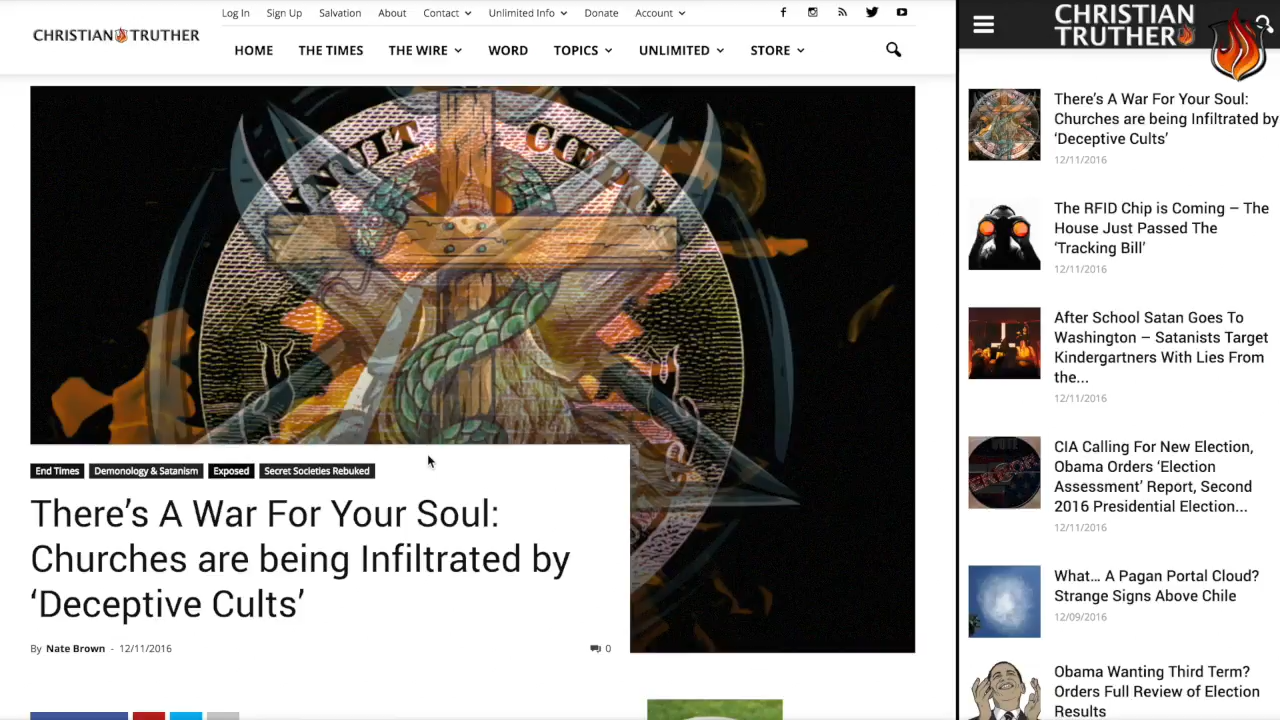 Log In Sign Up Salvation About Contact Unlimited Info Donate Account
CHRISTIAN TRUTHER
HOME THE TIMES THE WIRE WORD TOPICS UNLIMITED STORE
ANNUIT CŒPTIS
End Times Demonology & Satanism Exposed Secret Societies Rebuked
There’s A War For Your Soul:
Churches are being Infiltrated by
‘Deceptive Cults’
By Nate Brown - 12/11/2016 0
CHRISTIAN
TRUTHER
There’s A War For Your Soul:
Churches are being Infiltrated by
‘Deceptive Cults’
12/11/2016
The RFID Chip is Coming – The
House Just Passed The
‘Tracking Bill’
12/11/2016
After School Satan Goes To
Washington – Satanists Target
Kindergartners With Lies From
the...
12/11/2016
CIA Calling For New Election,
Obama Orders ‘Election
Assessment’ Report, Second
2016 Presidential Election...
12/11/2016
What… A Pagan Portal Cloud?
Strange Signs Above Chile
12/09/2016
Obama Wanting Third Term?
Orders Full Review of Election
Results